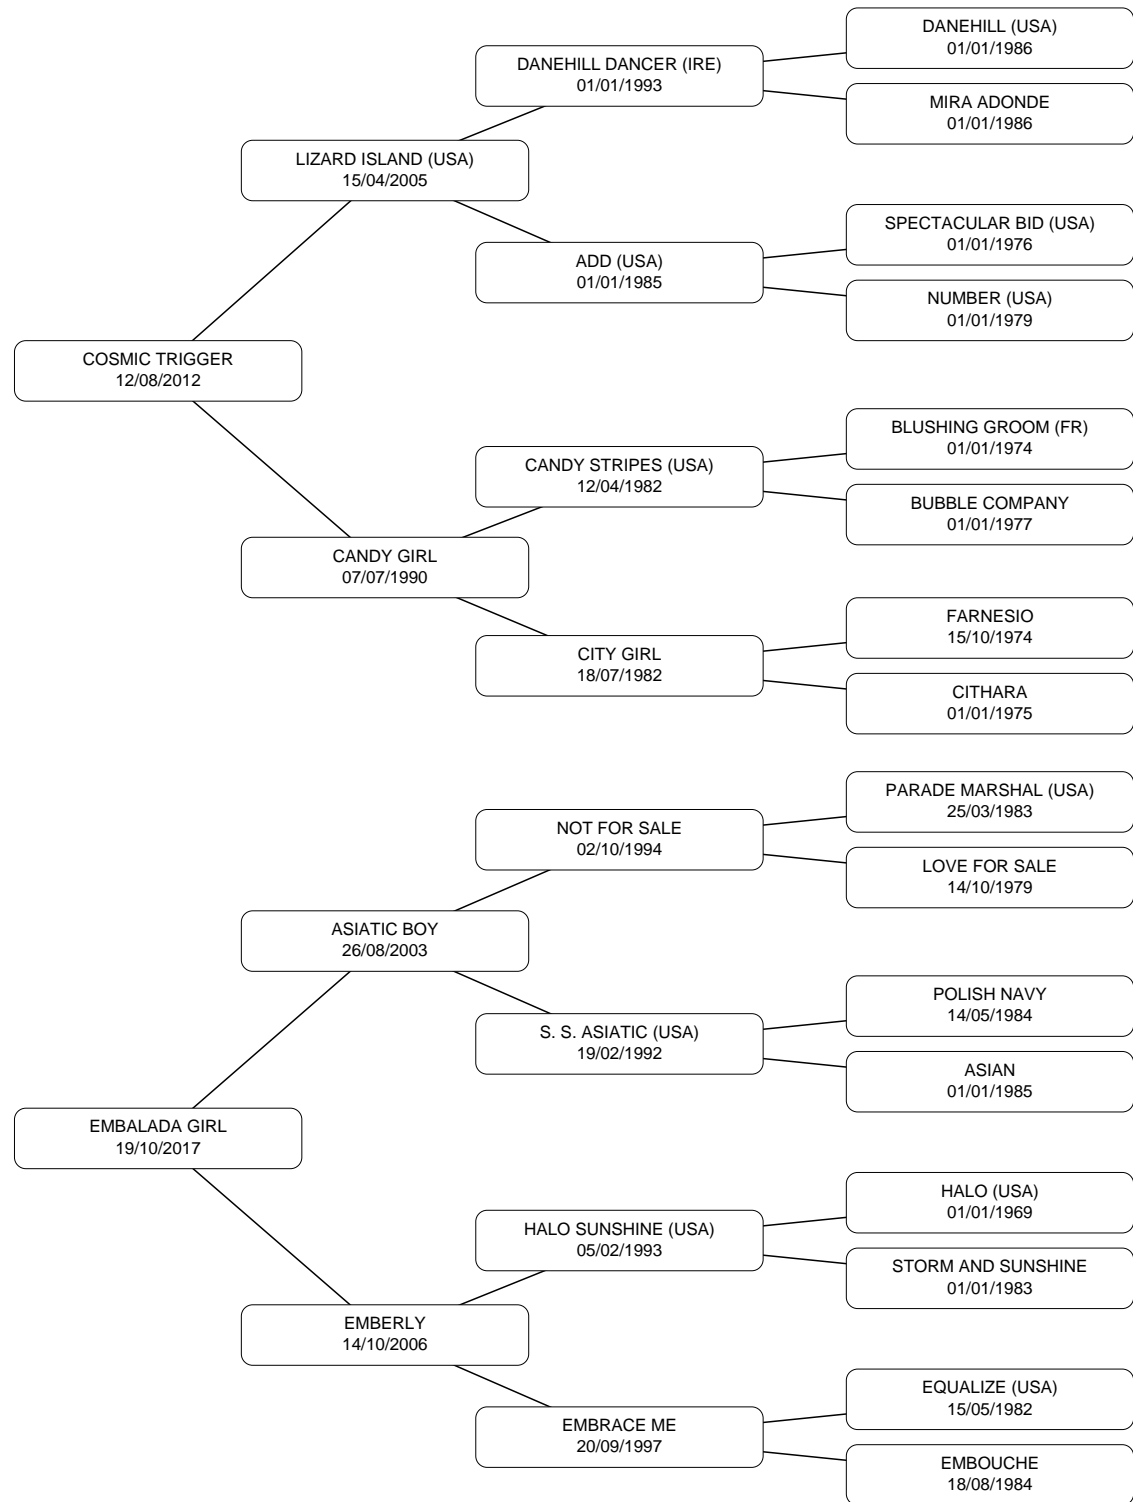 DANEHILL (USA)
01/01/1986
DANEHILL DANCER (IRE)
01/01/1993
MIRA ADONDE
01/01/1986
LIZARD ISLAND (USA)
15/04/2005
SPECTACULAR BID (USA)
01/01/1976
ADD (USA)
01/01/1985
NUMBER (USA)
01/01/1979
COSMIC TRIGGER
12/08/2012
BLUSHING GROOM (FR)
01/01/1974
CANDY STRIPES (USA)
12/04/1982
BUBBLE COMPANY
01/01/1977
CANDY GIRL
07/07/1990
FARNESIO
15/10/1974
CITY GIRL
18/07/1982
CITHARA
01/01/1975
PARADE MARSHAL (USA)
25/03/1983
NOT FOR SALE
02/10/1994
LOVE FOR SALE
14/10/1979
ASIATIC BOY
26/08/2003
POLISH NAVY
14/05/1984
S. S. ASIATIC (USA)
19/02/1992
ASIAN
01/01/1985
EMBALADA GIRL
19/10/2017
HALO (USA)
01/01/1969
HALO SUNSHINE (USA)
05/02/1993
STORM AND SUNSHINE
01/01/1983
EMBERLY
14/10/2006
EQUALIZE (USA)
15/05/1982
EMBRACE ME
20/09/1997
EMBOUCHE
18/08/1984